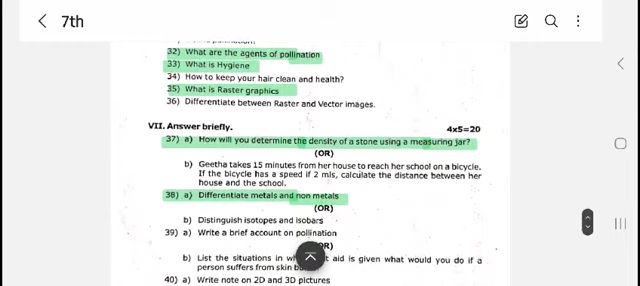 7th
32) What are the agents of pollination
33) What is Hygiene
34) How to keep your hair clean and health?
35) What is Raster graphics
36) Differentiate between Raster and Vector images.
VII. Answer briefly. 4x5=20
37) a) How will you determine the density of a stone using a measuring jar?
(OR)
b) Geetha takes 15 minutes from her house to reach her school on a bicycle.
If the bicycle has a speed if 2 m\s, calculate the distance between her
house and the school.
38) a) Differentiate metals and non metals
(OR)
b) Distinguish isotopes and isobars
39) a) Write a brief account on pollination
(OR)
b) List the situations in aid is given what would you do if a
person suffers from skin
40) a) Write note on 2D and 3D pictures